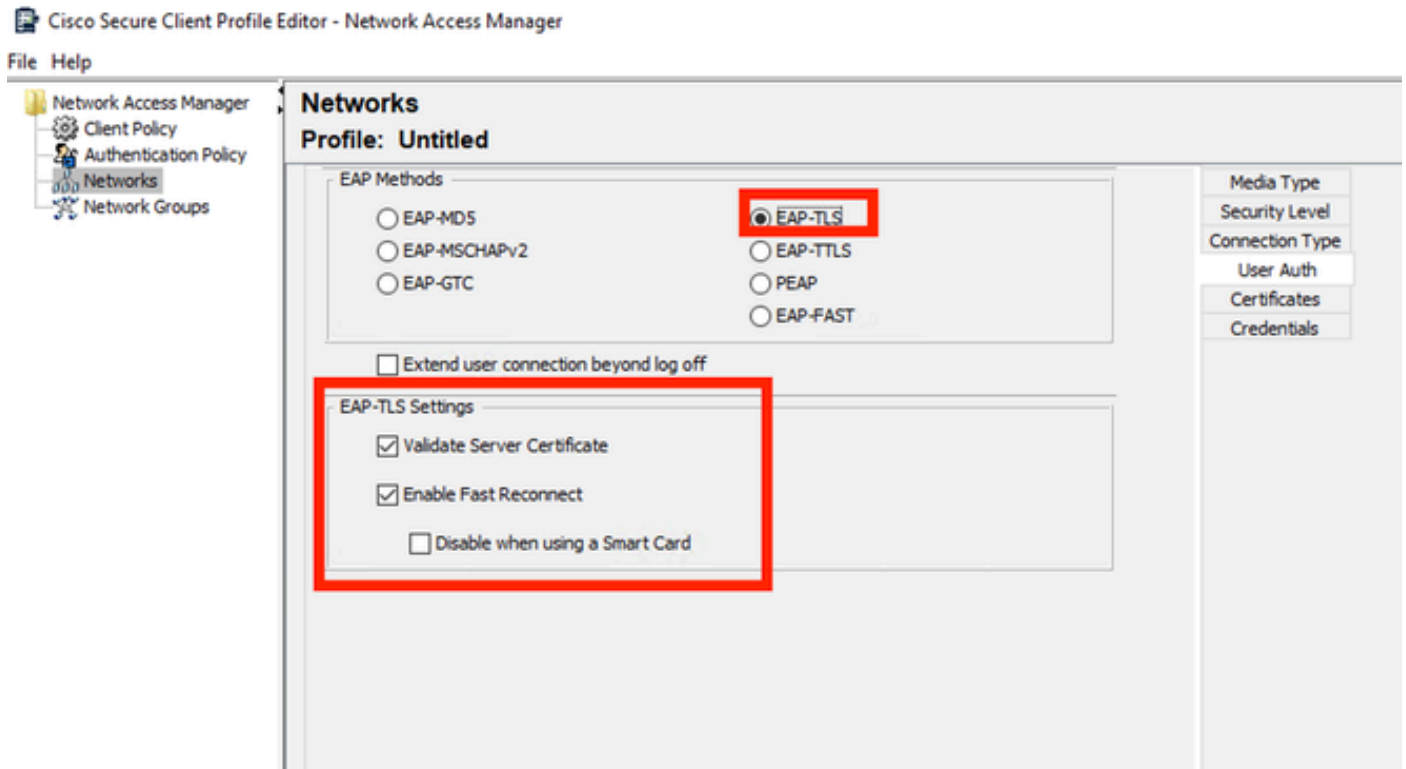 Cisco Secure Client Profile Editor - Network Access Manager
File Help
Network Access Manager
Client Policy
Authentication Policy
Networks
Network Groups
Networks
Profile: Untitled
EAP Methods
EAP-MD5
EAP-TLS
EAP-MSCHAPv2
EAP-TTLS
EAP-GTC
PEAP
EAP-FAST
Extend user connection beyond log off
EAP-TLS Settings
Validate Server Certificate
Enable Fast Reconnect
Disable when using a Smart Card
Media Type
Security Level
Connection Type
User Auth
Certificates
Credentials